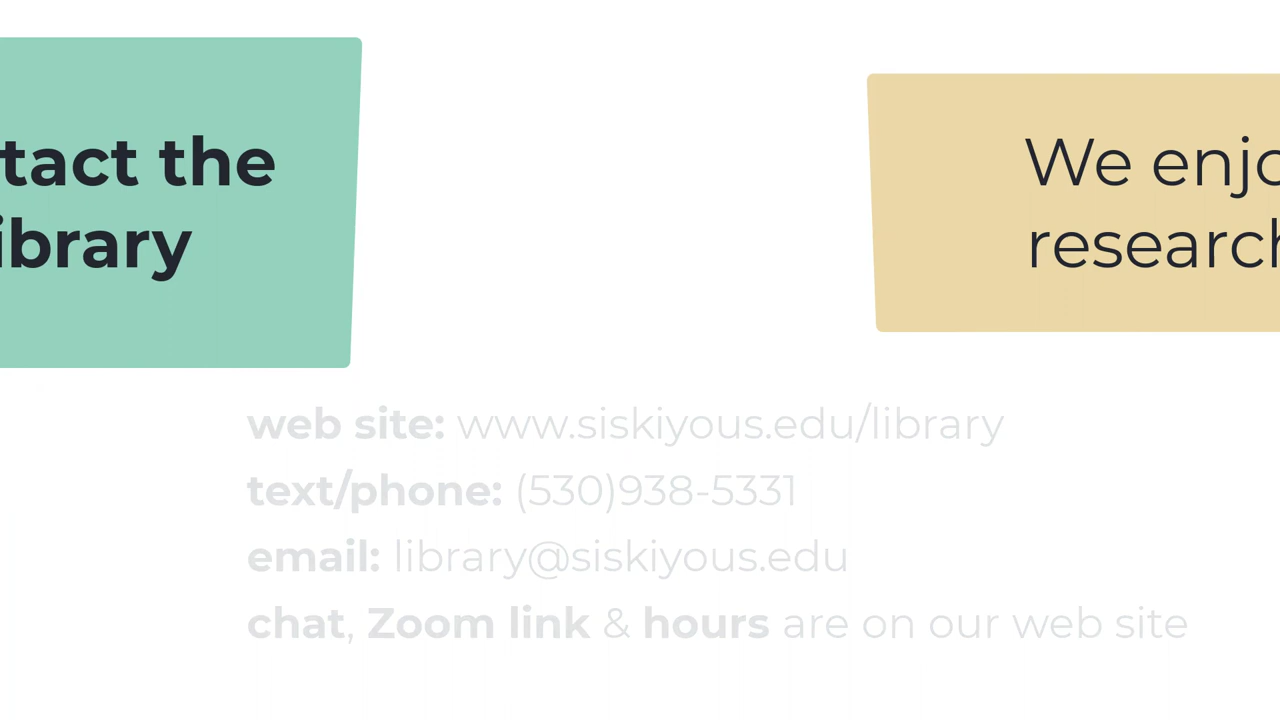 tact the
ibrary
We enjo
research
web site: www.siskiyous.edu/library
text/phone: (530)938-5331
email: library@siskiyous.edu
chat, Zoom link & hours are on our web site